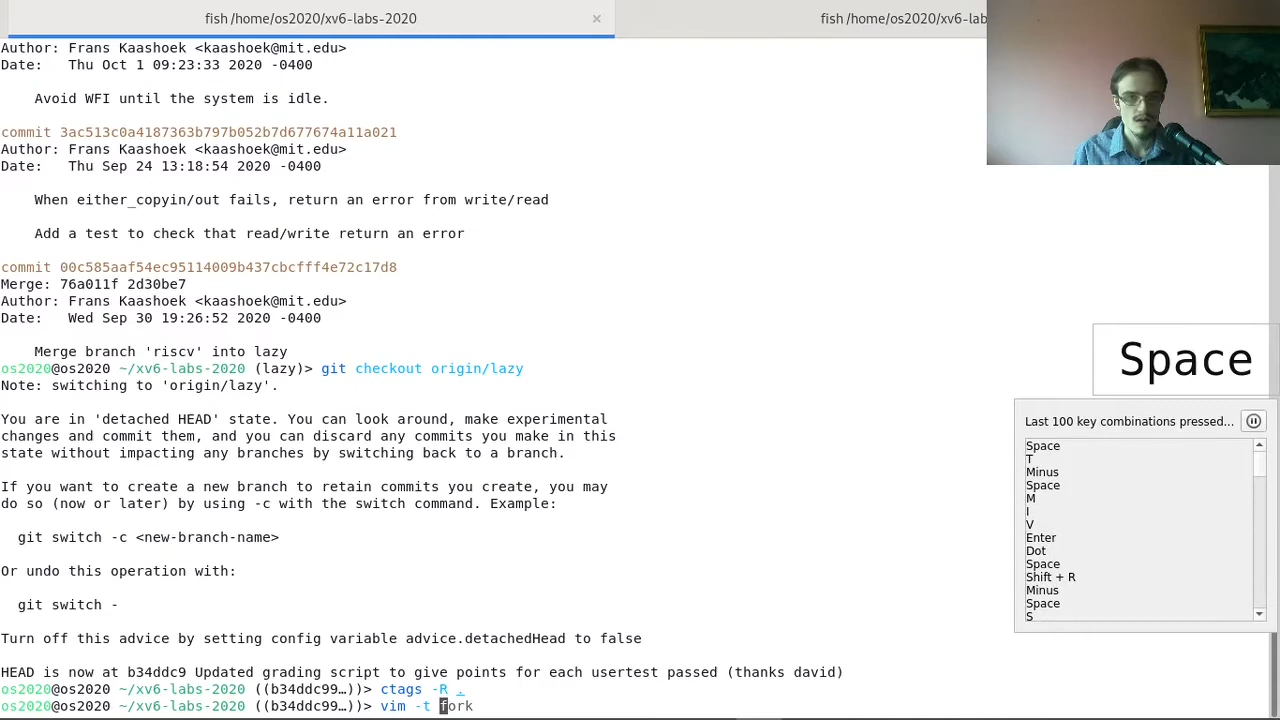 fish /home/os2020/xv6-labs-2020 ×
fish /home/os2020/xv6-lab
Author: Frans Kaashoek <kaashoek@mit.edu>
Date:   Thu Oct 1 09:23:33 2020 -0400
    Avoid WFI until the system is idle.
commit 3ac513c0a4187363b797b052b7d677674a11a021
Author: Frans Kaashoek <kaashoek@mit.edu>
Date:   Thu Sep 24 13:18:54 2020 -0400
    When either_copyin/out fails, return an error from write/read
    Add a test to check that read/write return an error
commit 00c585aaf54ec95114009b437cbcfff4e72c17d8
Merge: 76a011f 2d30be7
Author: Frans Kaashoek <kaashoek@mit.edu>
Date:   Wed Sep 30 19:26:52 2020 -0400
    Merge branch 'riscv' into lazy
os2020@os2020 ~/xv6-labs-2020 (lazy)> git checkout origin/lazy
Note: switching to 'origin/lazy'.
You are in 'detached HEAD' state. You can look around, make experimental
changes and commit them, and you can discard any commits you make in this
state without impacting any branches by switching back to a branch.
If you want to create a new branch to retain commits you create, you may
do so (now or later) by using -c with the switch command. Example:
  git switch -c <new-branch-name>
Or undo this operation with:
  git switch -
Turn off this advice by setting config variable advice.detachedHead to false
HEAD is now at b34ddc9 Updated grading script to give points for each usertest passed (thanks david)
os2020@os2020 ~/xv6-labs-2020 ((b34ddc99…))> ctags -R .
os2020@os2020 ~/xv6-labs-2020 ((b34ddc99…))> vim -t fork
Space
Last 100 key combinations pressed...
Space
T
Minus
Space
M
I
V
Enter
Dot
Space
Shift + R
Minus
Space
S